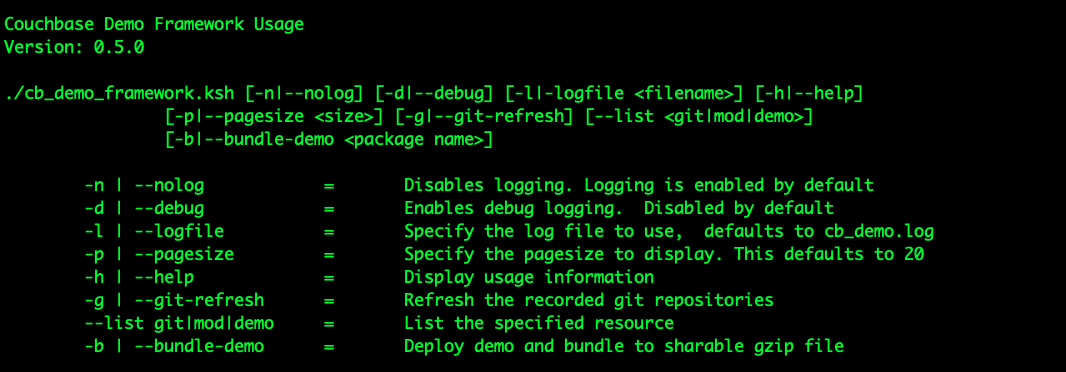 Couchbase Demo Framework Usage
Version: 0.5.0
./cb_demo_framework.ksh [-n|--nolog] [-d|--debug] [-l|-logfile <filename>] [-h|--help]
[-p|--pagesize <size>] [-g|--git-refresh] [--list <git|mod|demo>]
[-b|--bundle-demo <package name>]
-n | --nolog = Disables logging. Logging is enabled by default
-d | --debug = Enables debug logging.  Disabled by default
-l | --logfile = Specify the log file to use,  defaults to cb_demo.log
-p | --pagesize = Specify the pagesize to display. This defaults to 20
-h | --help = Display usage information
-g | --git-refresh = Refresh the recorded git repositories
--list git|mod|demo = List the specified resource
-b | --bundle-demo = Deploy demo and bundle to sharable gzip file